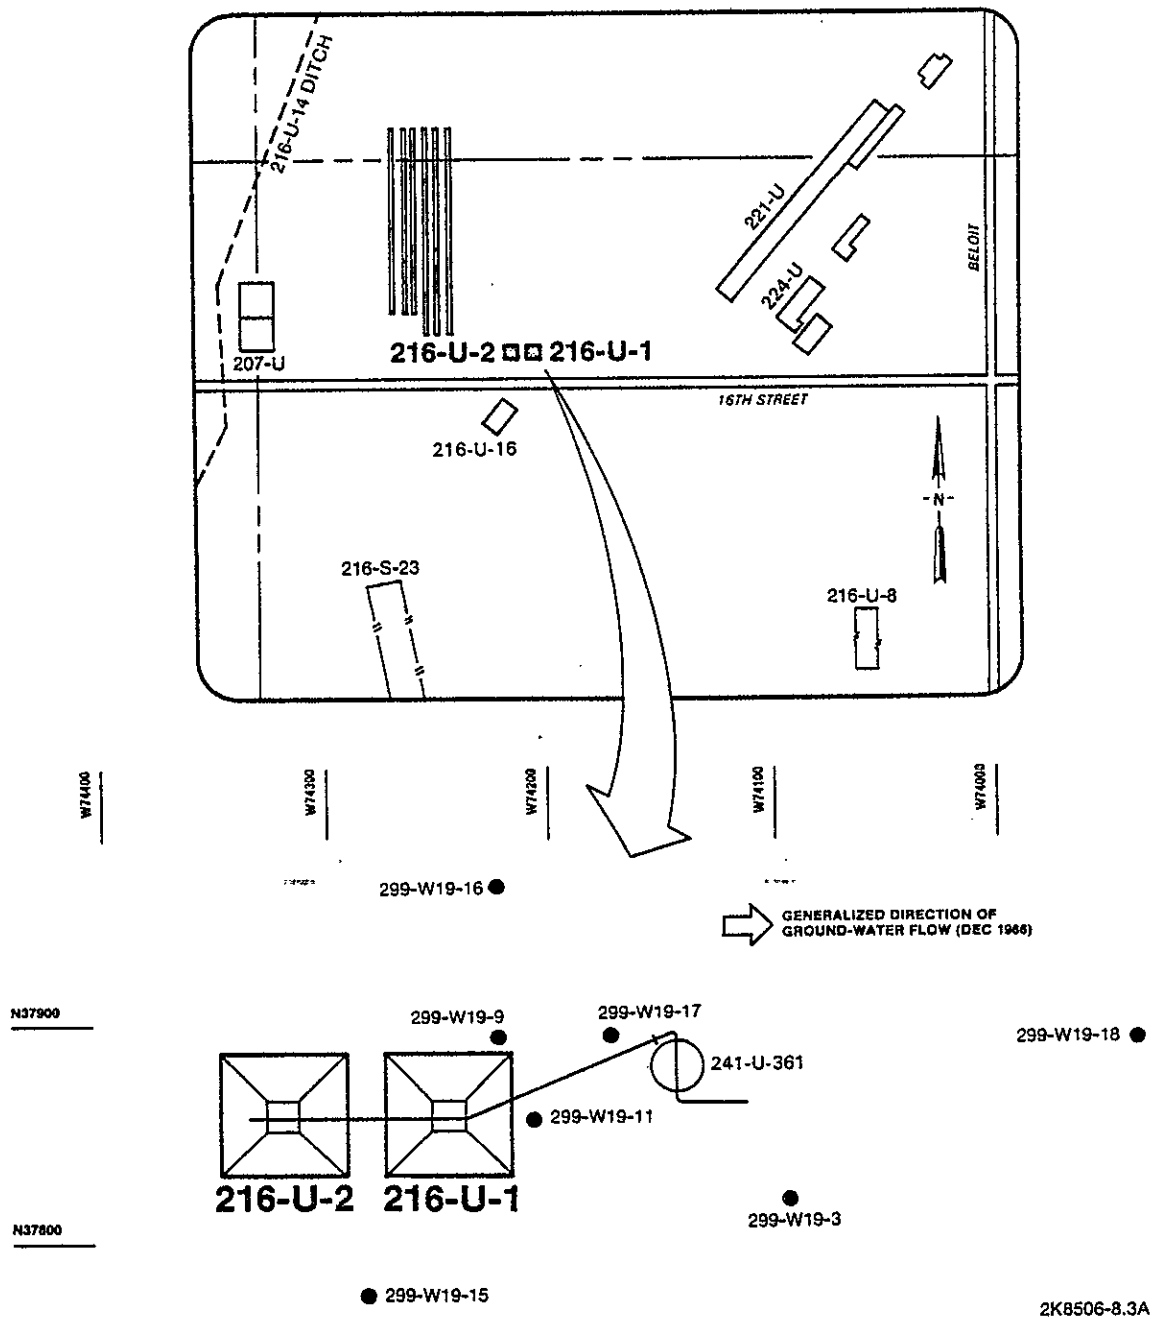 216-U-14 DITCH
221-U
BELOIT
224-U
207-U
216-U-2
216-U-1
16TH STREET
216-U-16
-N-
216-S-23
216-U-8
W74400
W74300
W74200
W74100
W74000
299-W19-16
GENERALIZED DIRECTION OF
GROUND-WATER FLOW (DEC 1986)
N37900
299-W19-9
299-W19-17
299-W19-18
241-U-361
299-W19-11
216-U-2
216-U-1
299-W19-3
N37800
299-W19-15
2K8506-8.3A